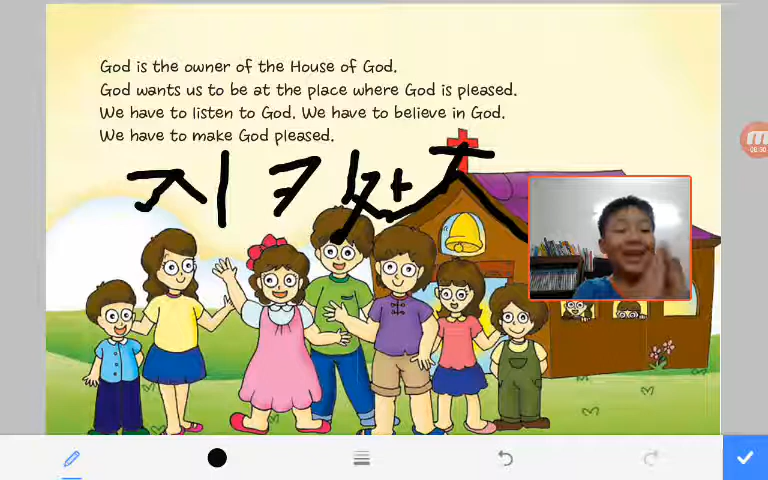 God is the owner of the House of God.
God wants us to be at the place where God is pleased.
We have to listen to God. We have to believe in God.
We have to make God pleased.